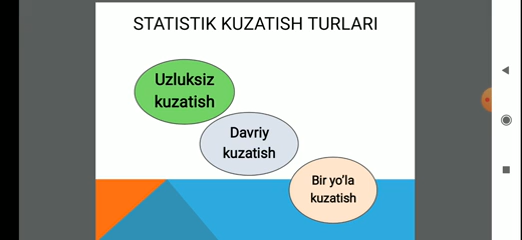 STATISTIK KUZATISH TURLARI
Uzluksiz
kuzatish
Davriy
kuzatish
Bir yo’la
kuzatish